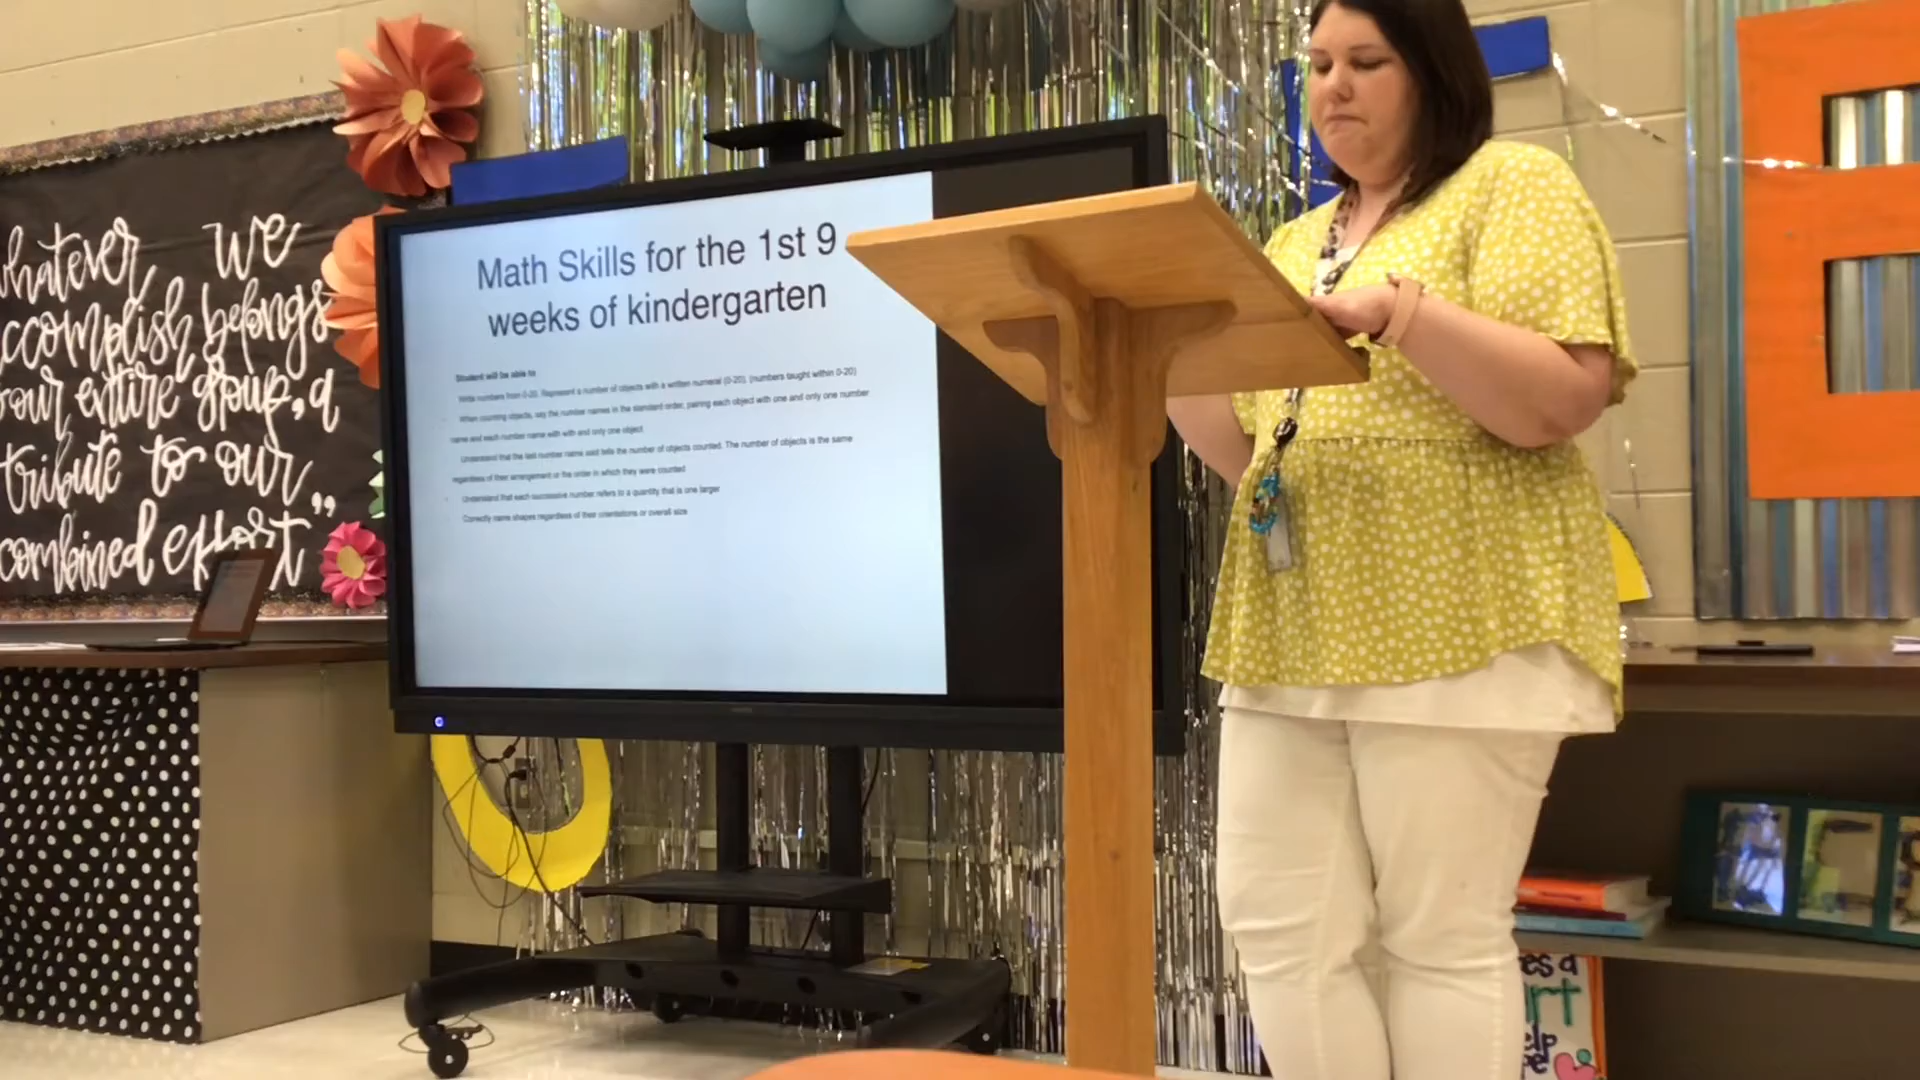 whatever we
accomplish belongs
to our entire group, a
tribute to our
combined effort"
Math Skills for the 1st 9
weeks of kindergarten
Student will be able to
Write numbers from 0-20. Represent a number of objects with a written numeral (0-20). (numbers taught within 0-20)
When counting objects, say the number names in the standard order, pairing each object with one and only one number
name and each number name with with and only one object
Understand that the last number name said tells the number of objects counted. The number of objects is the same
regardless of their arrangement or the order in which they were counted
Understand that each successive number refers to a quantity that is one larger
Correctly name shapes regardless of their orientations or overall size